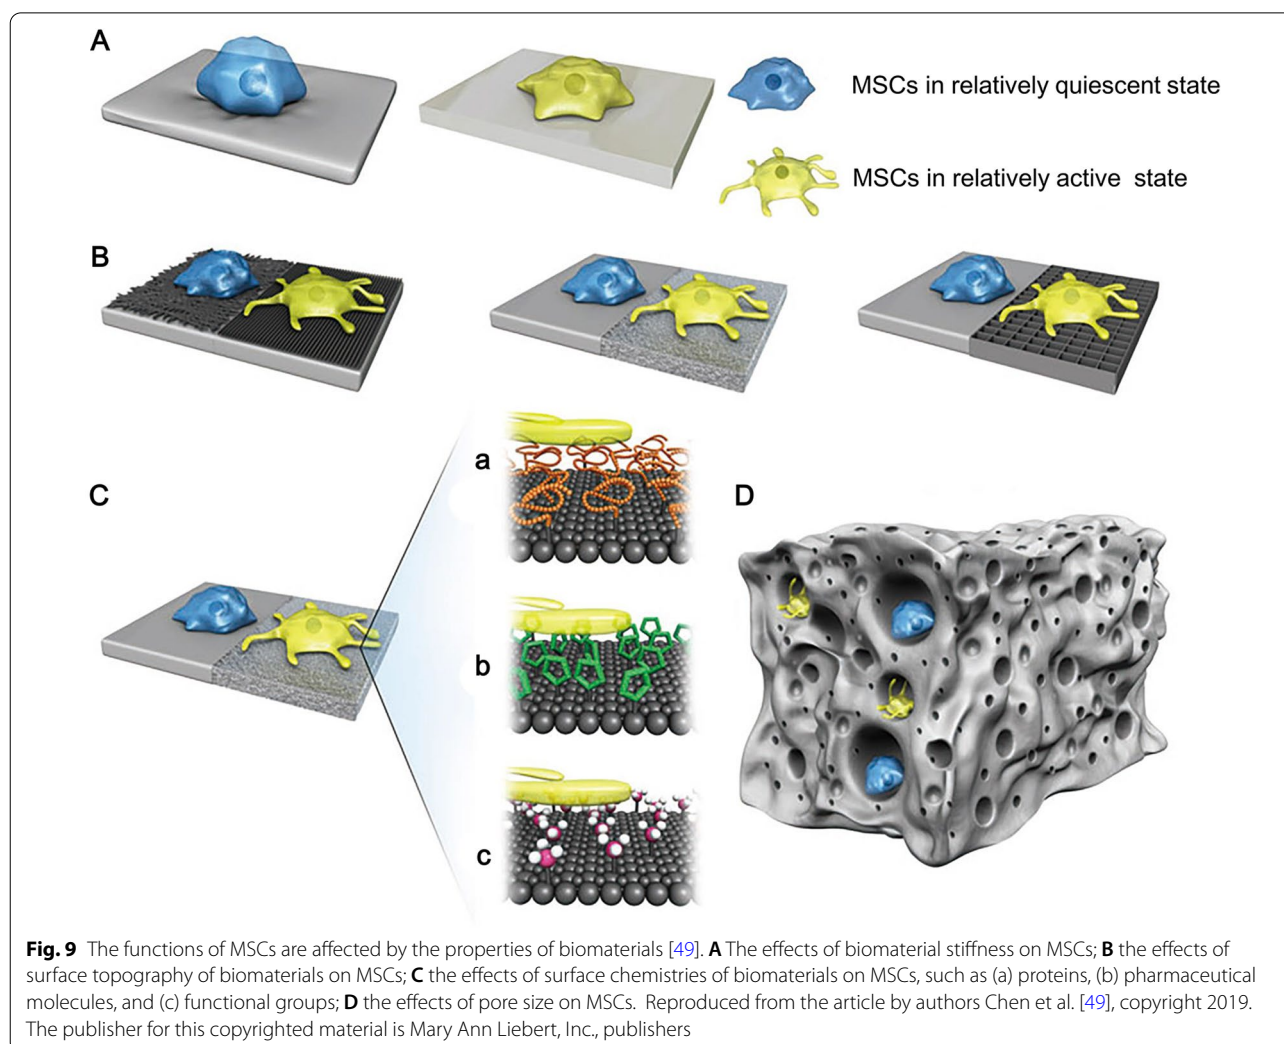 A
MSCs in relatively quiescent state
MSCs in relatively active state
B
C
a
b
c
D
Fig. 9 The functions of MSCs are affected by the properties of biomaterials [49]. A The effects of biomaterial stiffness on MSCs; B the effects of
surface topography of biomaterials on MSCs; C the effects of surface chemistries of biomaterials on MSCs, such as (a) proteins, (b) pharmaceutical
molecules, and (c) functional groups; D the effects of pore size on MSCs. Reproduced from the article by authors Chen et al. [49], copyright 2019.
The publisher for this copyrighted material is Mary Ann Liebert, Inc., publishers